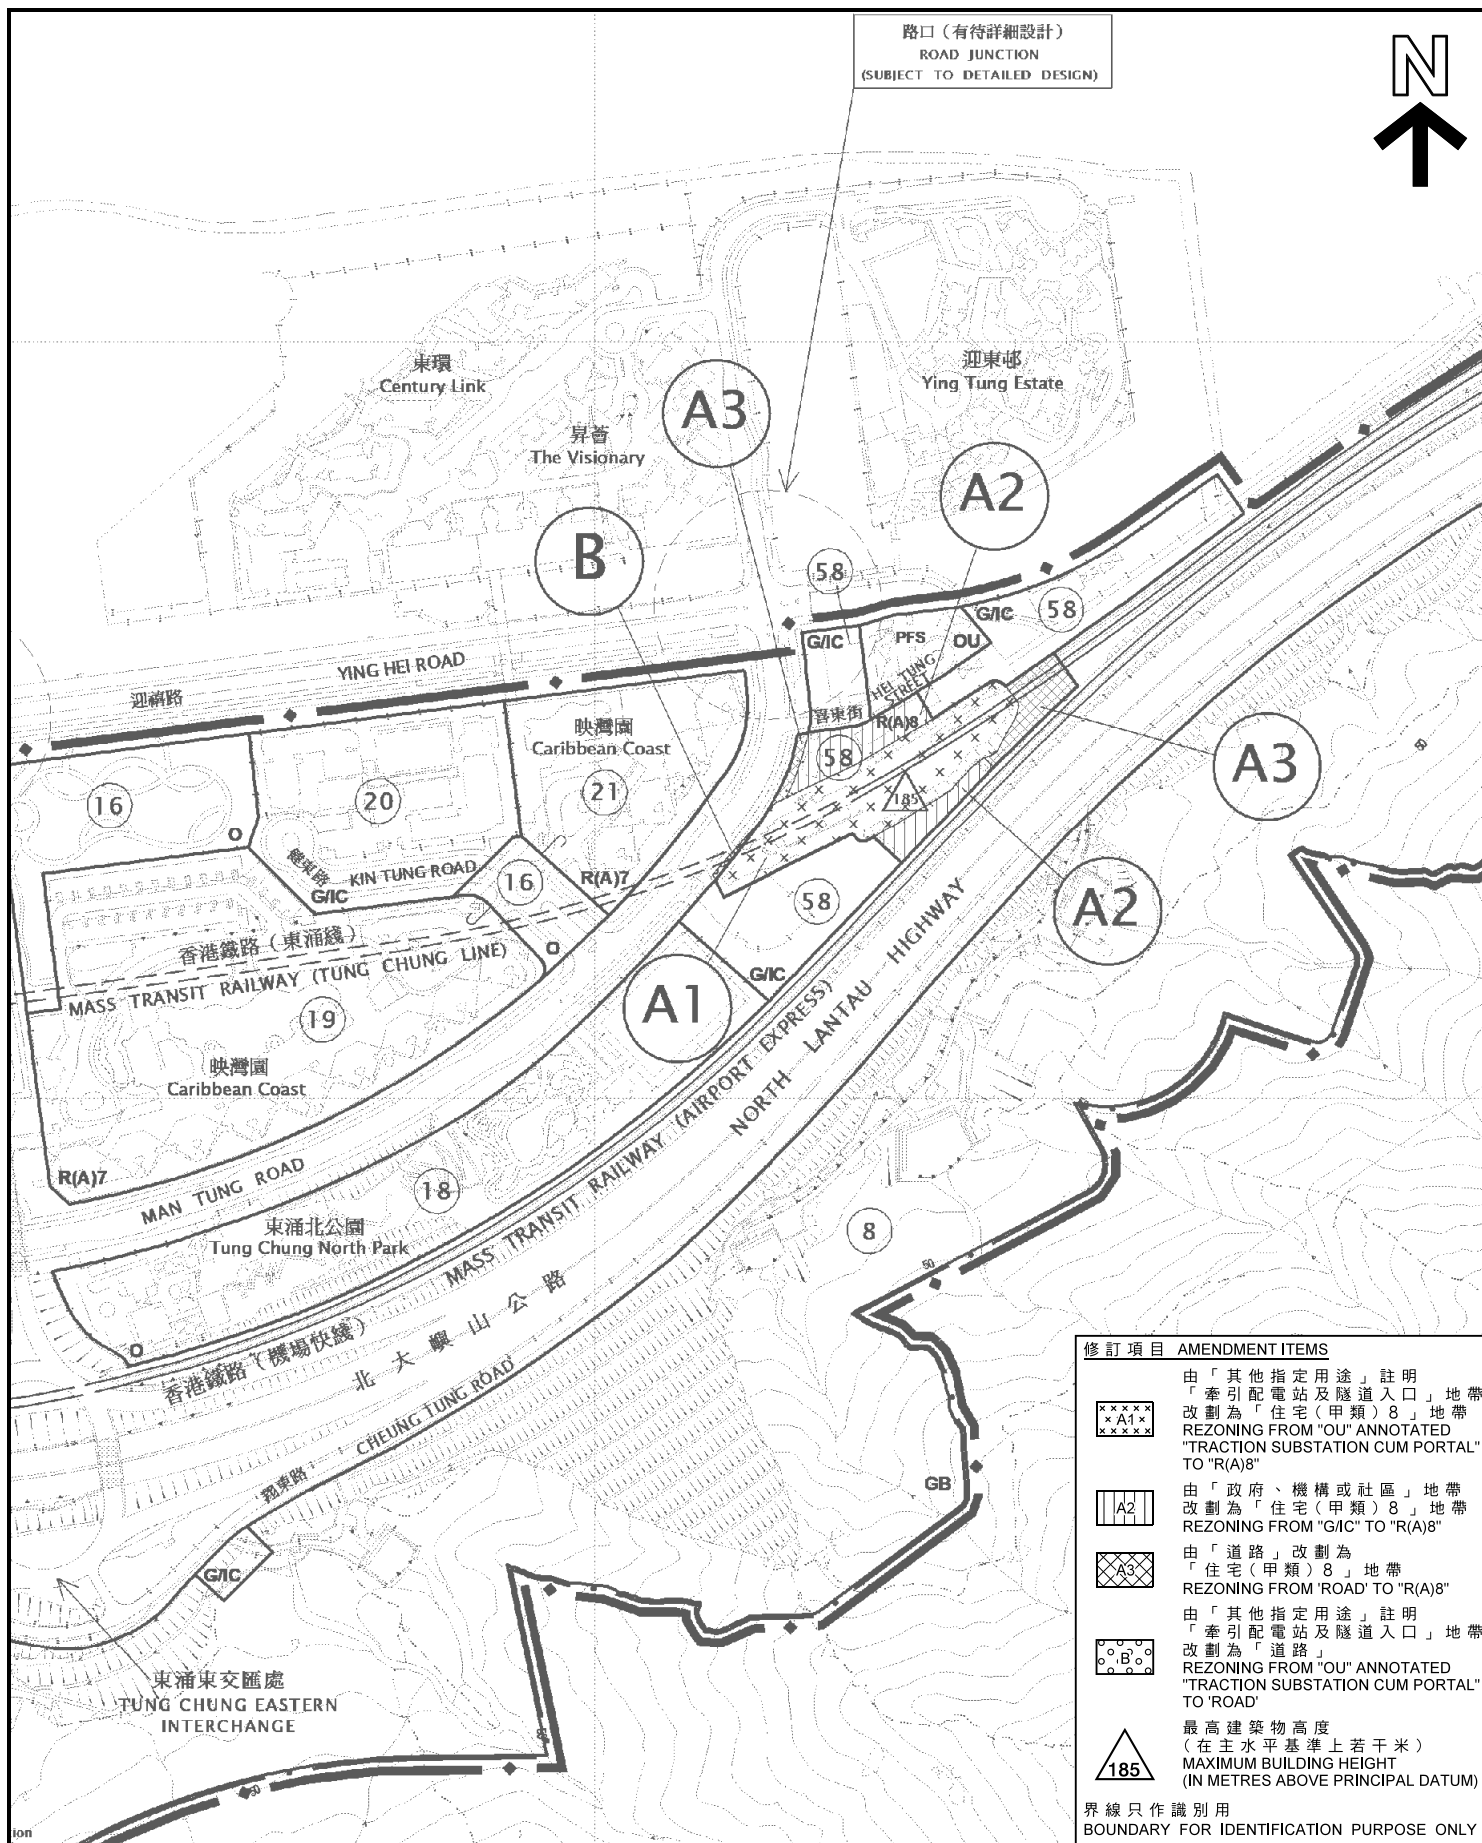 路口（有待詳細設計）
ROAD JUNCTION
(SUBJECT TO DETAILED DESIGN)
N
東環
Century Link
迎東邨
Ying Tung Estate
A3
昇薈
The Visionary
A2
B
58
58
G/IC
G/IC
PFS
OU
YING HEI ROAD
迎禧路
HEI TUNG
STREET
喜東街
R(A)8
映灣園
Caribbean Coast
58
A3
50
16
20
21
185
O
健東路
KIN TUNG ROAD
G/IC
16
R(A)7
58
A2
香港鐵路（東涌綫）
MASS TRANSIT RAILWAY (TUNG CHUNG LINE)
O
G/IC
A1
19
映灣園
Caribbean Coast
R(A)7
MAN TUNG ROAD
18
東涌北公園
Tung Chung North Park
MASS TRANSIT RAILWAY (AIRPORT EXPRESS)
NORTH LANTAU HIGHWAY
8
50
O
香港鐵路（機場快綫）
北大嶼山公路
CHEUNG TUNG ROAD
翔東路
GB
G/IC
東涌東交匯處
TUNG CHUNG EASTERN
INTERCHANGE
50
50
ion
修訂項目 AMENDMENT ITEMS
由「其他指定用途」註明
「牽引配電站及隧道入口」地帶
A1
改劃為「住宅（甲類）8」地帶
REZONING FROM "OU" ANNOTATED
"TRACTION SUBSTATION CUM PORTAL"
TO "R(A)8"
由「政府、機構或社區」地帶
A2
改劃為「住宅（甲類）8」地帶
REZONING FROM "G/IC" TO "R(A)8"
由「道路」改劃為
A3
「住宅（甲類）8」地帶
REZONING FROM 'ROAD' TO "R(A)8"
由「其他指定用途」註明
「牽引配電站及隧道入口」地帶
B
改劃為「道路」
REZONING FROM "OU" ANNOTATED
"TRACTION SUBSTATION CUM PORTAL"
TO 'ROAD'
最高建築物高度
（在主水平基準上若干米）
185
MAXIMUM BUILDING HEIGHT
(IN METRES ABOVE PRINCIPAL DATUM)
界線只作識別用
BOUNDARY FOR IDENTIFICATION PURPOSE ONLY